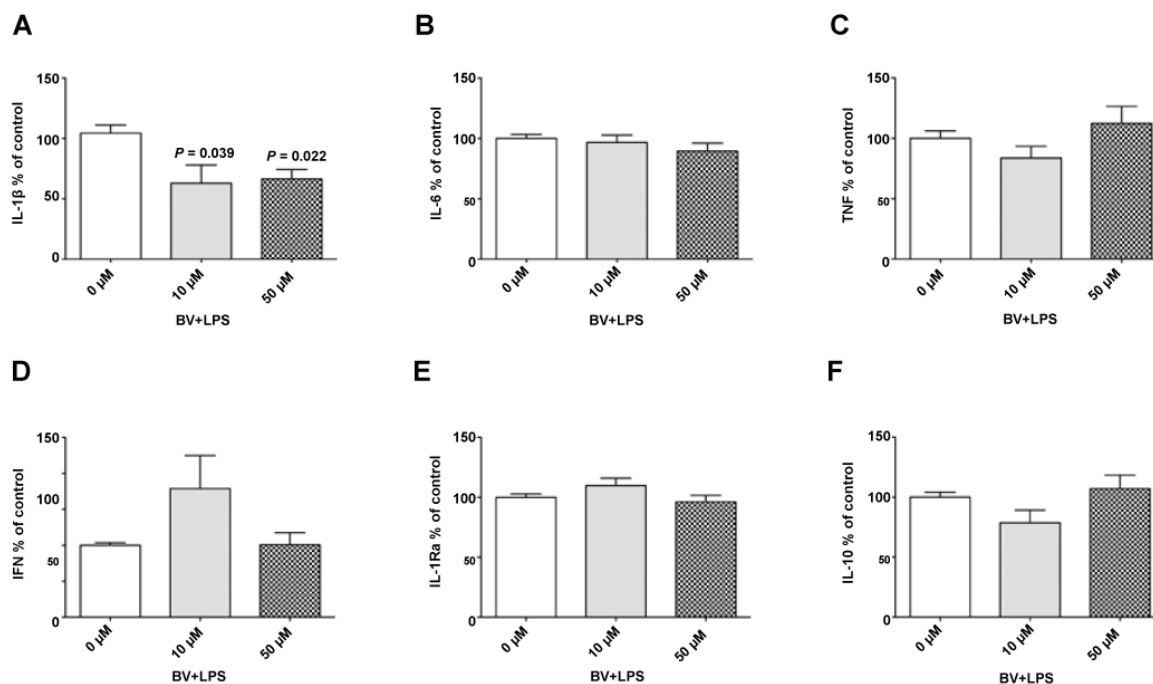 A
IL-1β % of control
150
100
50
0
P = 0.039
P = 0.022
0 µM
10 µM
50 µM
BV+LPS
B
IL-6 % of control
150
100
50
0
0 µM
10 µM
50 µM
BV+LPS
C
TNF % of control
150
100
50
0
0 µM
10 µM
50 µM
BV+LPS
D
IFN % of control
150
100
50
0
0 µM
10 µM
50 µM
BV+LPS
E
IL-1Ra % of control
150
100
50
0
0 µM
10 µM
50 µM
BV+LPS
F
IL-10 % of control
150
100
50
0
0 µM
10 µM
50 µM
BV+LPS